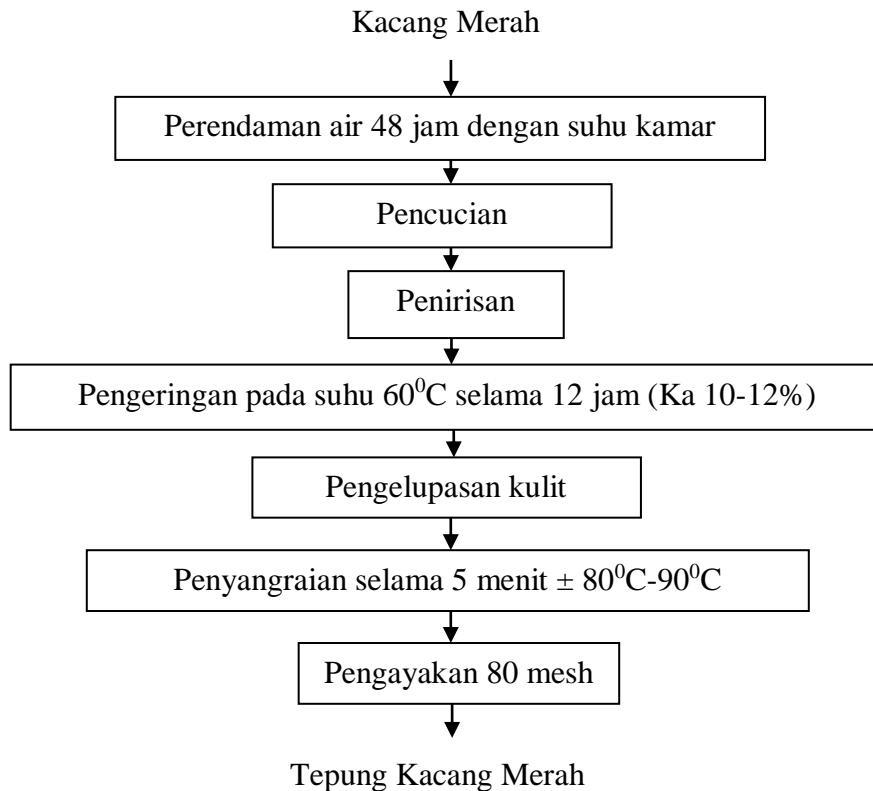 Kacang Merah
Perendaman air 48 jam dengan suhu kamar
Pencucian
Penirisan
Pengeringan pada suhu 60⁰C selama 12 jam (Ka 10-12%)
Pengelupasan kulit
Penyangraian selama 5 menit ± 80⁰C-90⁰C
Pengayakan 80 mesh
Tepung Kacang Merah